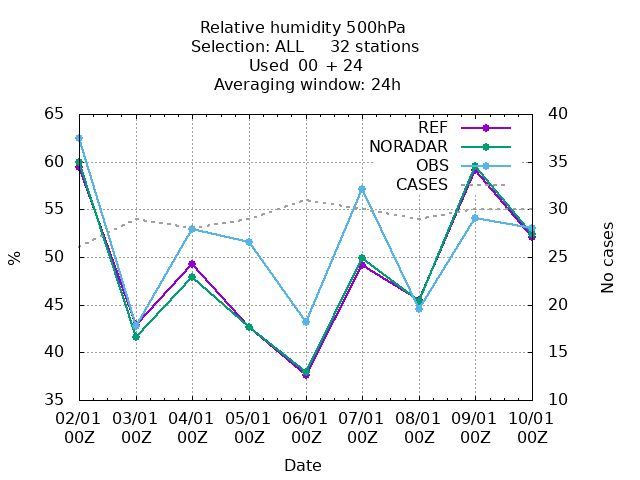 Relative humidity 500hPa
Selection: ALL 32 stations
Used 00 + 24
Averaging window: 24h
65 40
REF
NORADAR
60 35
OBS
CASES
55 30
50 25
% No cases
45 20
40 15
35 10
02/01 03/01 04/01 05/01 06/01 07/01 08/01 09/01 10/01
00Z 00Z 00Z 00Z 00Z 00Z 00Z 00Z 00Z
Date